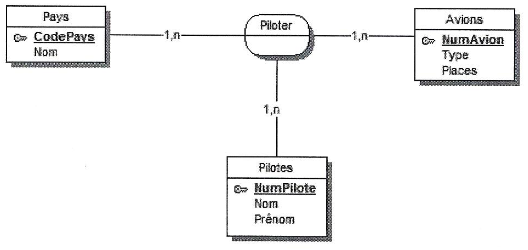 Pays
CodePays
Nom
1,n
Piloter
1,n
Avions
NumAvion
Type
Places
1,n
Pilotes
NumPilote
Nom
Prénom